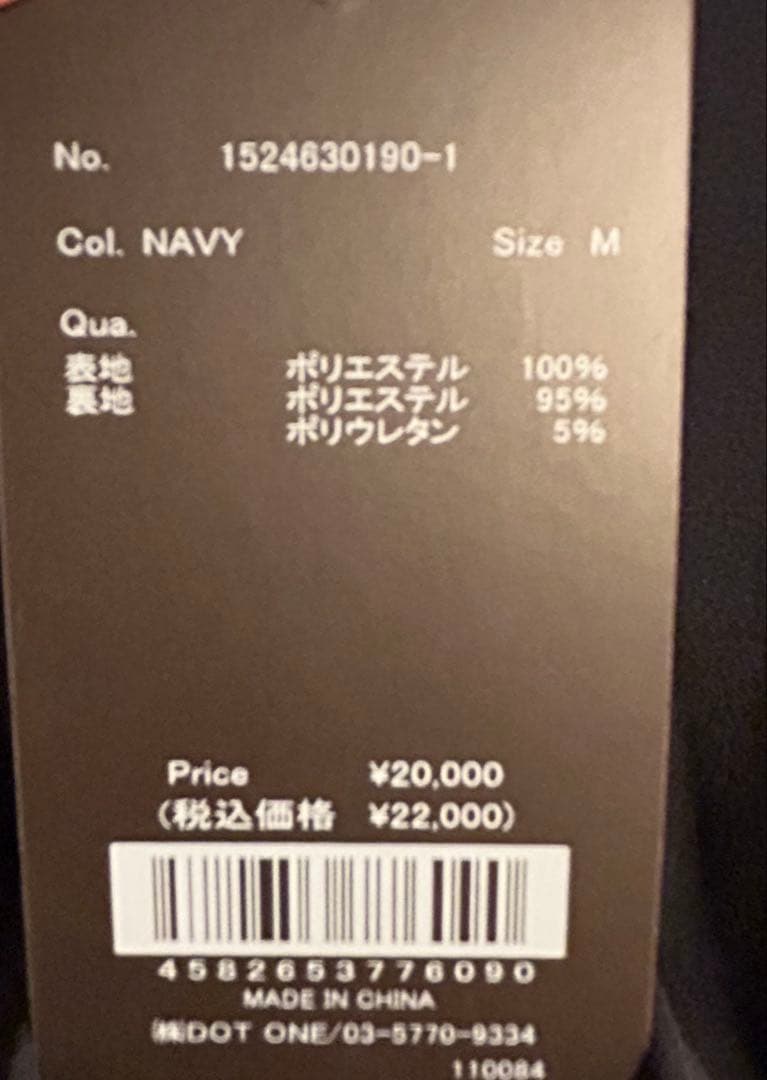 No. 1524630190-1
Col. NAVY Size M
Qua.
表地 ポリエステル 100%
裏地 ポリエステル 95%
ポリウレタン 5%
Price ¥20,000
(税込価格 ¥22,000)
4582653776090
MADE IN CHINA
㈱DOT ONE/03-5770-9334
110084